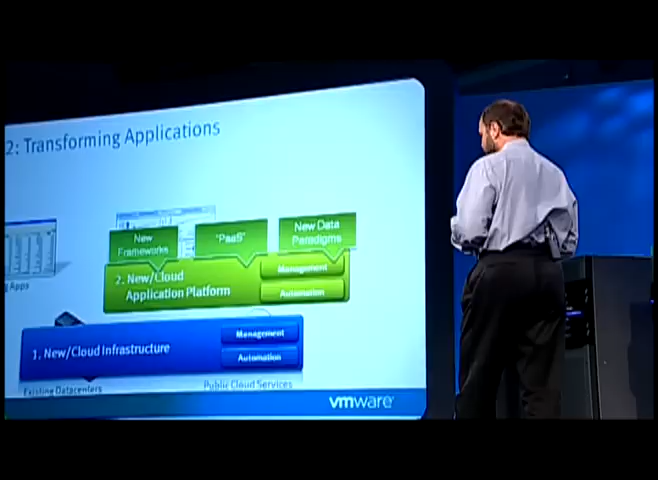 2: Transforming Applications
New
Frameworks
"PaaS"
New Data
Paradigms
g Apps
2. New/Cloud
Application Platform
Management
Automation
1. New/Cloud Infrastructure
Management
Automation
Existing Datacenters
Public Cloud Services
vmware